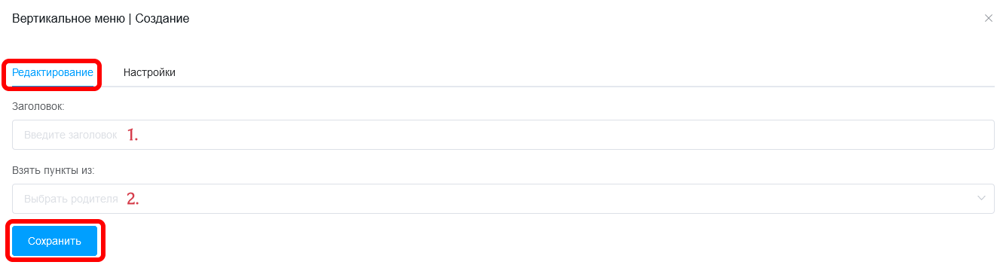 Вертикальное меню | Создание
Редактирование Настройки
Заголовок:
Введите заголовок 1.
Взять пункты из:
Выбрать родителя 2.
Сохранить